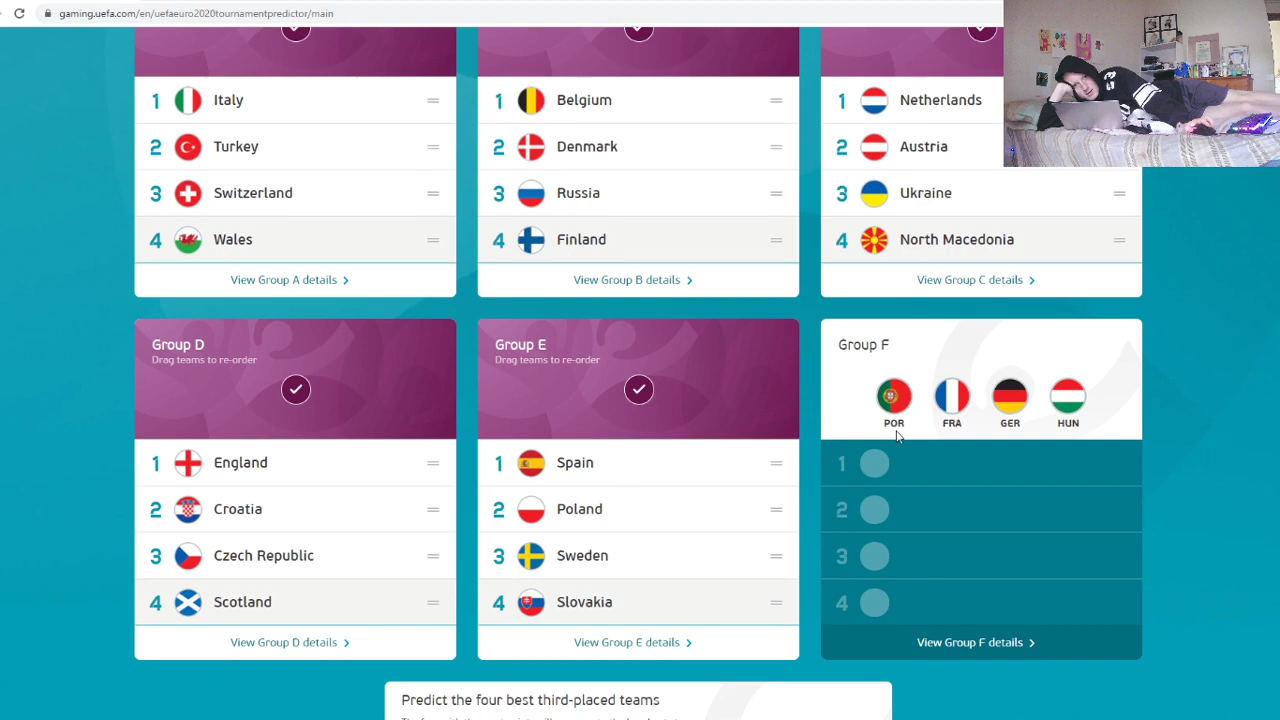 gaming.uefa.com/en/uefaeuro2020tournamentpredictor/main
1 Italy
2 Turkey
3 Switzerland
4 Wales
View Group A details
1 Belgium
2 Denmark
3 Russia
4 Finland
View Group B details
1 Netherlands
2 Austria
3 Ukraine
4 North Macedonia
View Group C details
Group D
Drag teams to re-order
1 England
2 Croatia
3 Czech Republic
4 Scotland
View Group D details
Group E
Drag teams to re-order
1 Spain
2 Poland
3 Sweden
4 Slovakia
View Group E details
Group F
POR FRA GER HUN
1
2
3
4
View Group F details
Predict the four best third-placed teams